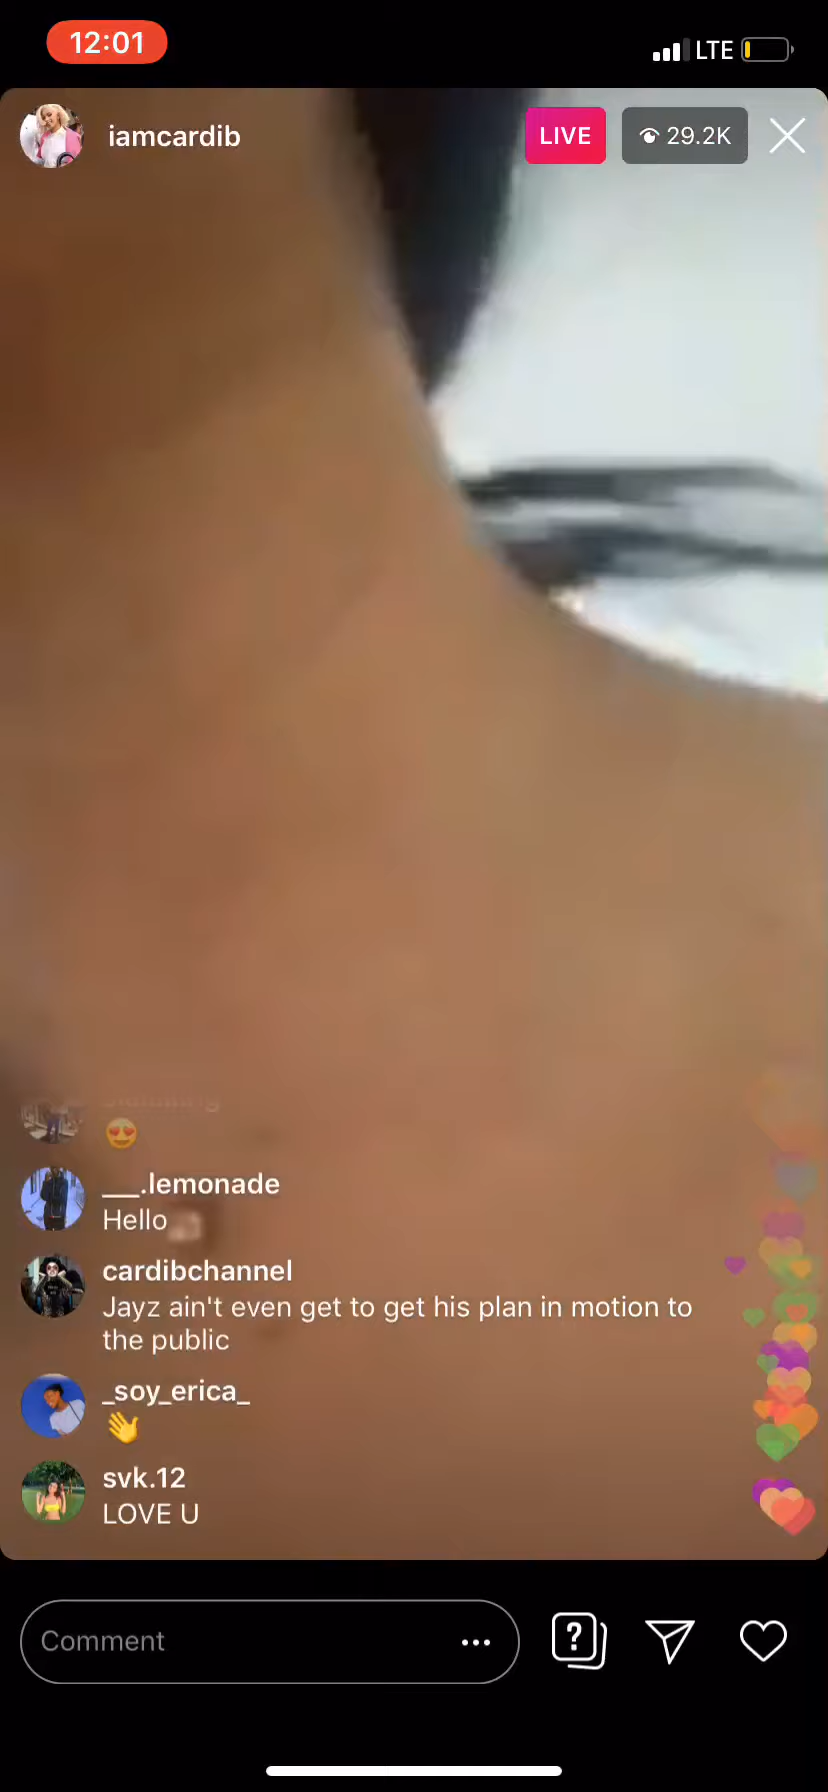 12:01
LTE
iamcardib
LIVE
29.2K
___.lemonade
Hello
cardibchannel
Jayz ain't even get to get his plan in motion to
the public
_soy_erica_
svk.12
LOVE U
Comment